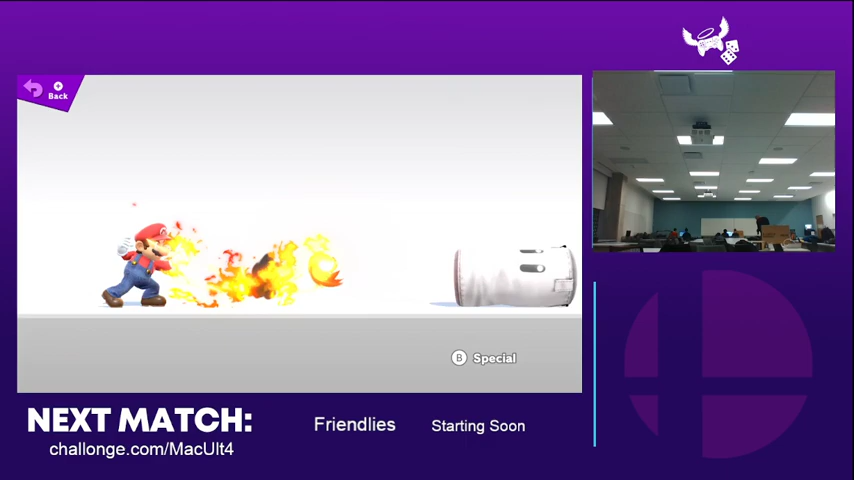 Back
B Special
NEXT MATCH:
Friendlies
Starting Soon
challonge.com/MacUlt4